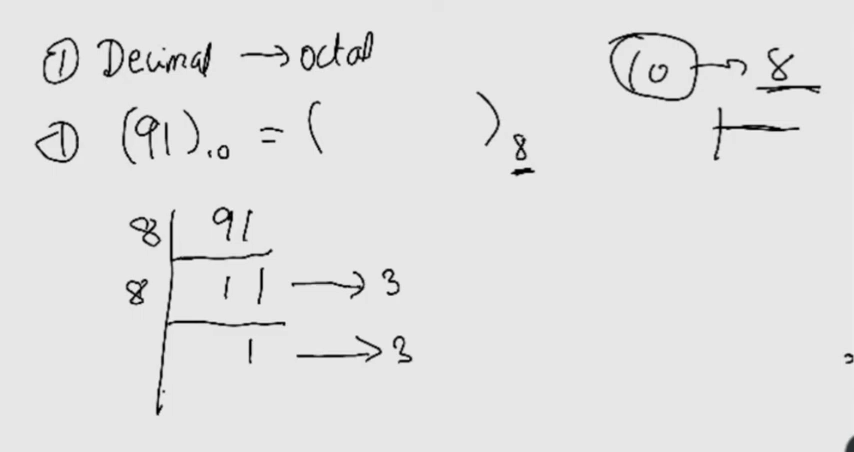 ① Decimal → octal
10 → 8
① (91)10 = ( )8
8 91
8 11 → 3
1 → 3